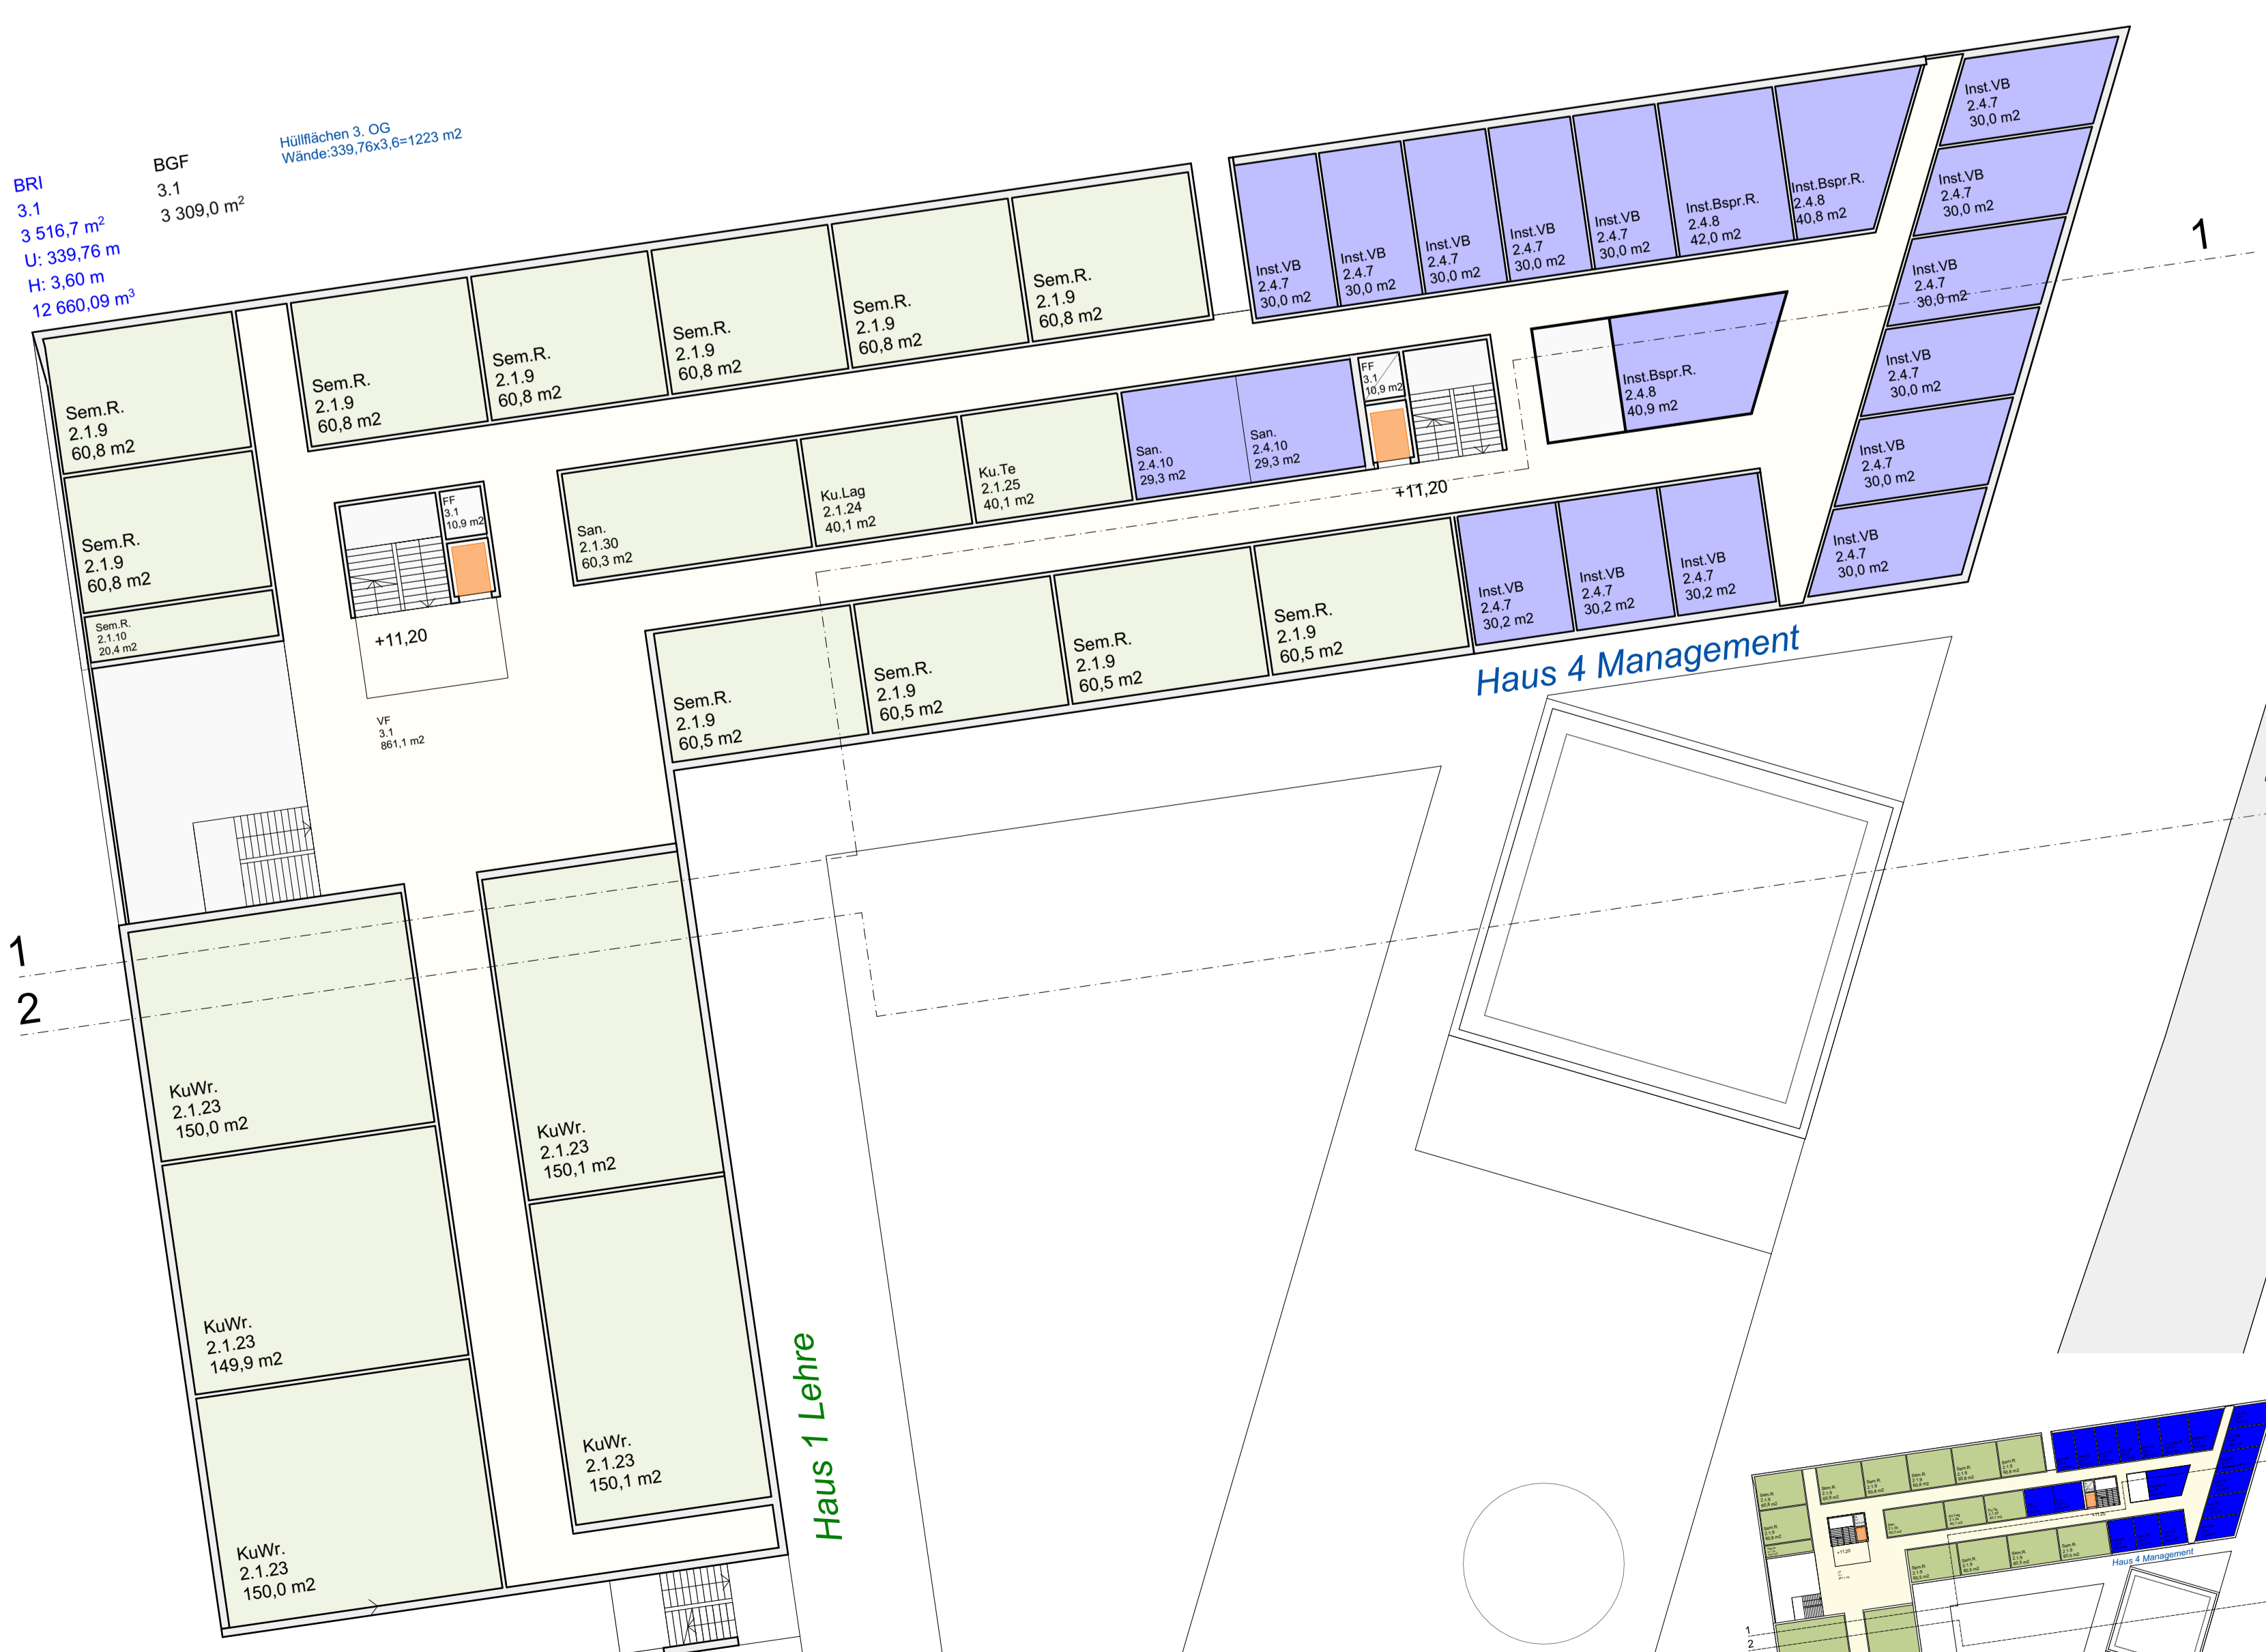 BRI
3.1
3 516,7 m²
U: 339,76 m
H: 3,60 m
12 660,09 m³
BGF
3.1
3 309,0 m²
Hüllflächen 3. OG
Wände:339,76x3,6=1223 m2
Sem.R.
2.1.9
60,8 m2
Sem.R.
2.1.9
60,8 m2
Sem.R.
2.1.10
20,4 m2
Sem.R.
2.1.9
60,8 m2
Sem.R.
2.1.9
60,8 m2
Sem.R.
2.1.9
60,8 m2
Sem.R.
2.1.9
60,8 m2
Sem.R.
2.1.9
60,8 m2
Inst.VB
2.4.7
30,0 m2
Inst.VB
2.4.7
30,0 m2
Inst.VB
2.4.7
30,0 m2
Inst.VB
2.4.7
30,0 m2
Inst.VB
2.4.7
30,0 m2
Inst.Bspr.R.
2.4.8
42,0 m2
Inst.Bspr.R.
2.4.8
40,8 m2
Inst.VB
2.4.7
30,0 m2
Inst.VB
2.4.7
30,0 m2
Inst.VB
2.4.7
30,0 m2
Inst.VB
2.4.7
30,0 m2
Inst.VB
2.4.7
30,0 m2
Inst.VB
2.4.7
30,0 m2
1
FF
3.1
10,9 m2
+11,20
VF
3.1
861,1 m2
San.
2.1.30
60,3 m2
Ku.Lag
2.1.24
40,1 m2
Ku.Te
2.1.25
40,1 m2
San.
2.4.10
29,3 m2
San.
2.4.10
29,3 m2
FF
3.1
10,9 m2
+11,20
Inst.Bspr.R.
2.4.8
40,9 m2
Sem.R.
2.1.9
60,5 m2
Sem.R.
2.1.9
60,5 m2
Sem.R.
2.1.9
60,5 m2
Sem.R.
2.1.9
60,5 m2
Inst.VB
2.4.7
30,2 m2
Inst.VB
2.4.7
30,2 m2
Inst.VB
2.4.7
30,2 m2
Haus 4 Management
1
2
KuWr.
2.1.23
150,0 m2
KuWr.
2.1.23
149,9 m2
KuWr.
2.1.23
150,0 m2
KuWr.
2.1.23
150,1 m2
KuWr.
2.1.23
150,1 m2
Haus 1 Lehre
Haus 4 Management
+11,20
+11,20
1
2